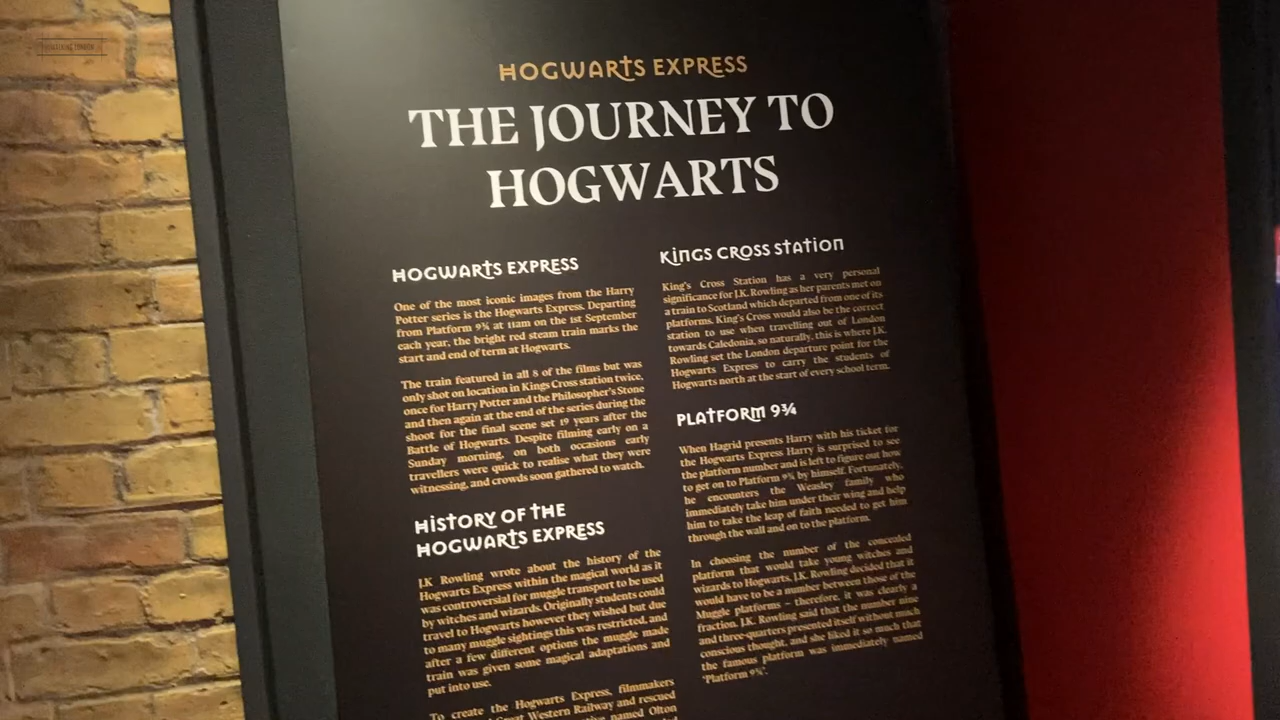 HOGWARTS EXPRESS
THE JOURNEY TO
HOGWARTS
HOGWARTS EXPRESS
One of the most iconic images from the Harry
Potter series is the Hogwarts Express. Departing
from Platform 9¾ at 11am on the 1st September
each year, the bright red steam train marks the
start and end of term at Hogwarts.
The train featured in all 8 of the films but was
only shot on location in Kings Cross station twice,
once for Harry Potter and the Philosopher's Stone
and then again at the end of the series during the
shoot for the final scene set 19 years after the
Battle of Hogwarts. Despite filming early on a
Sunday morning, on both occasions early
travellers were quick to realise what they were
witnessing, and crowds soon gathered to watch.
HISTORY OF THE
HOGWARTS EXPRESS
J.K Rowling wrote about the history of the
Hogwarts Express within the magical world as it
was controversial for muggle transport to be used
by witches and wizards. Originally students could
travel to Hogwarts however they wished but due
to many muggle sightings this was restricted, and
after a few different options the muggle made
train was given some magical adaptations and
put into use.
To create the Hogwarts Express, filmmakers
Great Western Railway and rescued
named Olton
KINGS CROSS STATION
King's Cross Station has a very personal
significance for J.K. Rowling as her parents met on
a train to Scotland which departed from one of its
platforms. King's Cross would also be the correct
station to use when travelling out of London
towards Caledonia, so naturally, this is where J.K.
Rowling set the London departure point for the
Hogwarts Express to carry the students of
Hogwarts north at the start of every school term.
PLATFORM 9¾
When Hagrid presents Harry with his ticket for
the Hogwarts Express Harry is surprised to see
the platform number and is left to figure out how
to get on to Platform 9¾ by himself. Fortunately,
he encounters the Weasley family who
immediately take him under their wing and help
him to take the leap of faith needed to get him
through the wall and on to the platform.
In choosing the number of the concealed
platform that would take young witches and
wizards to Hogwarts, J.K. Rowling decided that it
would have to be a number between those of the
Muggle platforms – therefore, it was clearly a
fraction. J.K. Rowling said that the number nine
and three-quarters presented itself without much
conscious thought, and she liked it so much that
the famous platform was immediately named
'Platform 9¾'.